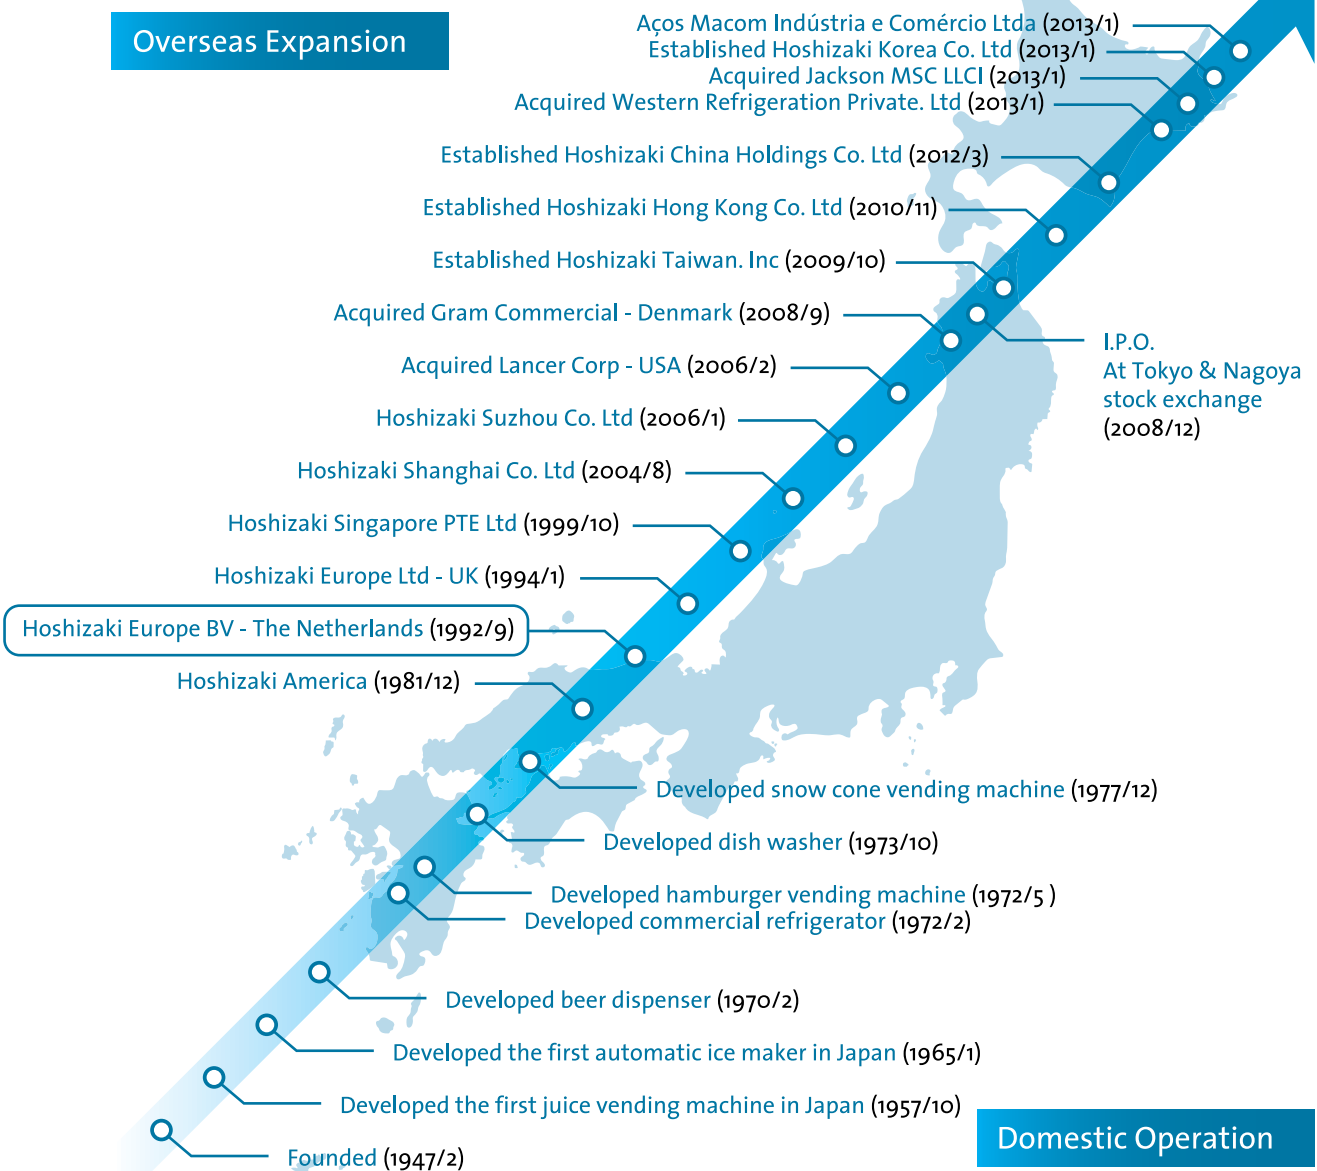 Overseas Expansion
Aços Macom Indústria e Comércio Ltda (2013/1)
Established Hoshizaki Korea Co. Ltd (2013/1)
Acquired Jackson MSC LLCI (2013/1)
Acquired Western Refrigeration Private. Ltd (2013/1)
Established Hoshizaki China Holdings Co. Ltd (2012/3)
Established Hoshizaki Hong Kong Co. Ltd (2010/11)
Established Hoshizaki Taiwan. Inc (2009/10)
Acquired Gram Commercial - Denmark (2008/9)
I.P.O.
At Tokyo & Nagoya
stock exchange
(2008/12)
Acquired Lancer Corp - USA (2006/2)
Hoshizaki Suzhou Co. Ltd (2006/1)
Hoshizaki Shanghai Co. Ltd (2004/8)
Hoshizaki Singapore PTE Ltd (1999/10)
Hoshizaki Europe Ltd - UK (1994/1)
Hoshizaki Europe BV - The Netherlands (1992/9)
Hoshizaki America (1981/12)
Developed snow cone vending machine (1977/12)
Developed dish washer (1973/10)
Developed hamburger vending machine (1972/5 )
Developed commercial refrigerator (1972/2)
Developed beer dispenser (1970/2)
Developed the first automatic ice maker in Japan (1965/1)
Developed the first juice vending machine in Japan (1957/10)
Founded (1947/2)
Domestic Operation